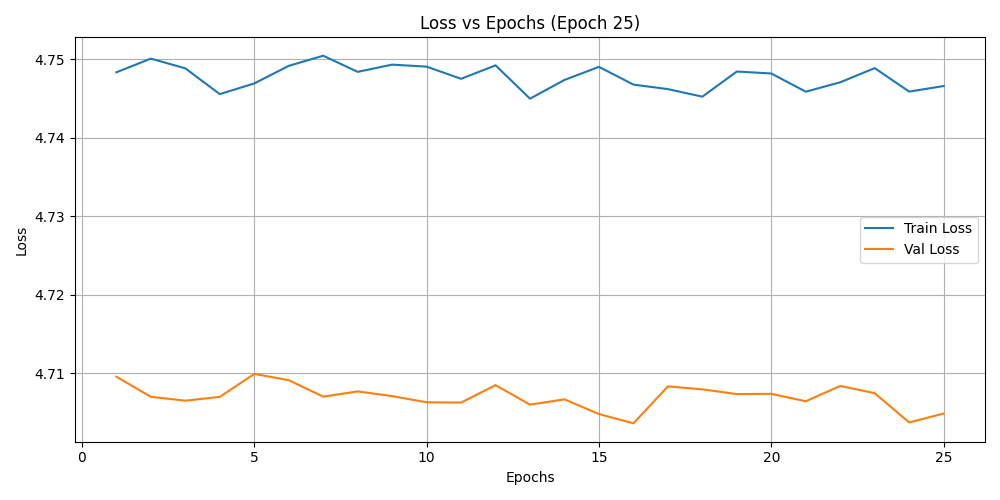 Loss vs Epochs (Epoch 25)
4.75
4.74
4.73
4.72
4.71
Loss
Train Loss
Val Loss
0 5 10 15 20 25
Epochs